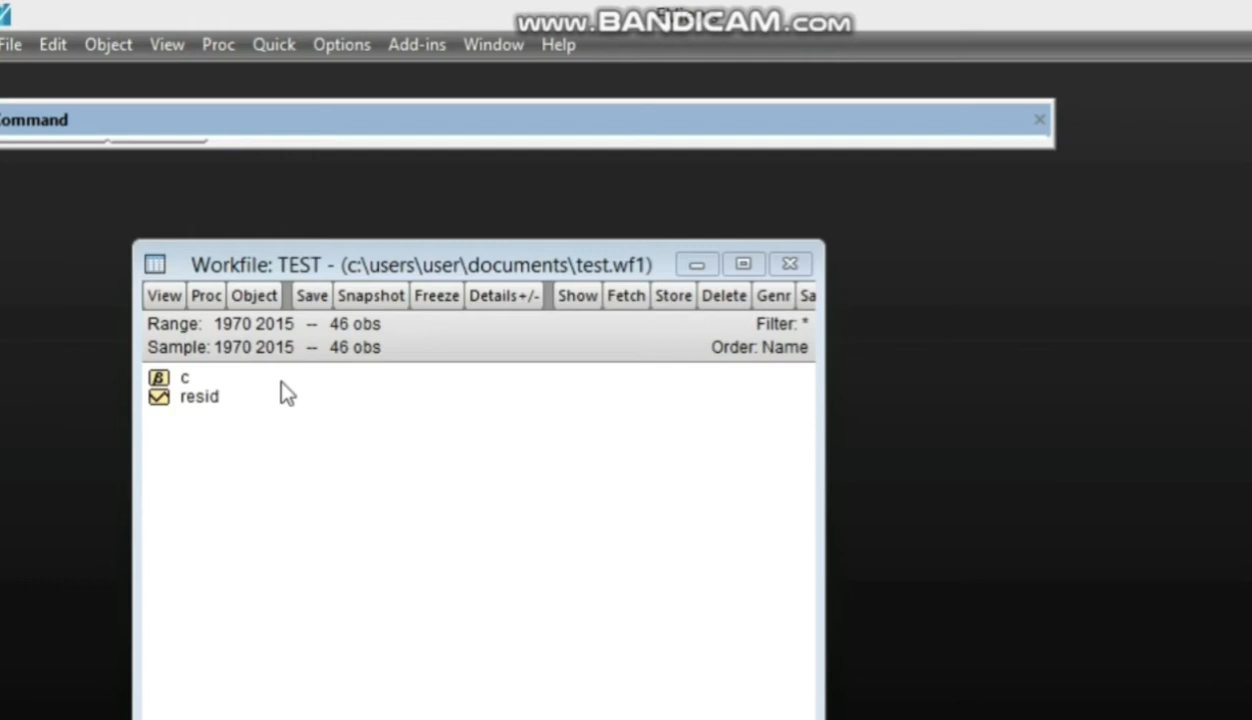 www.BANDICAM.com
File Edit Object View Proc Quick Options Add-ins Window Help
Command
Workfile: TEST - (c:\users\user\documents\test.wf1)
View Proc Object Save Snapshot Freeze Details+/- Show Fetch Store Delete Genr Sa
Range: 1970 2015 -- 46 obs Filter: *
Sample: 1970 2015 -- 46 obs Order: Name
β c
resid